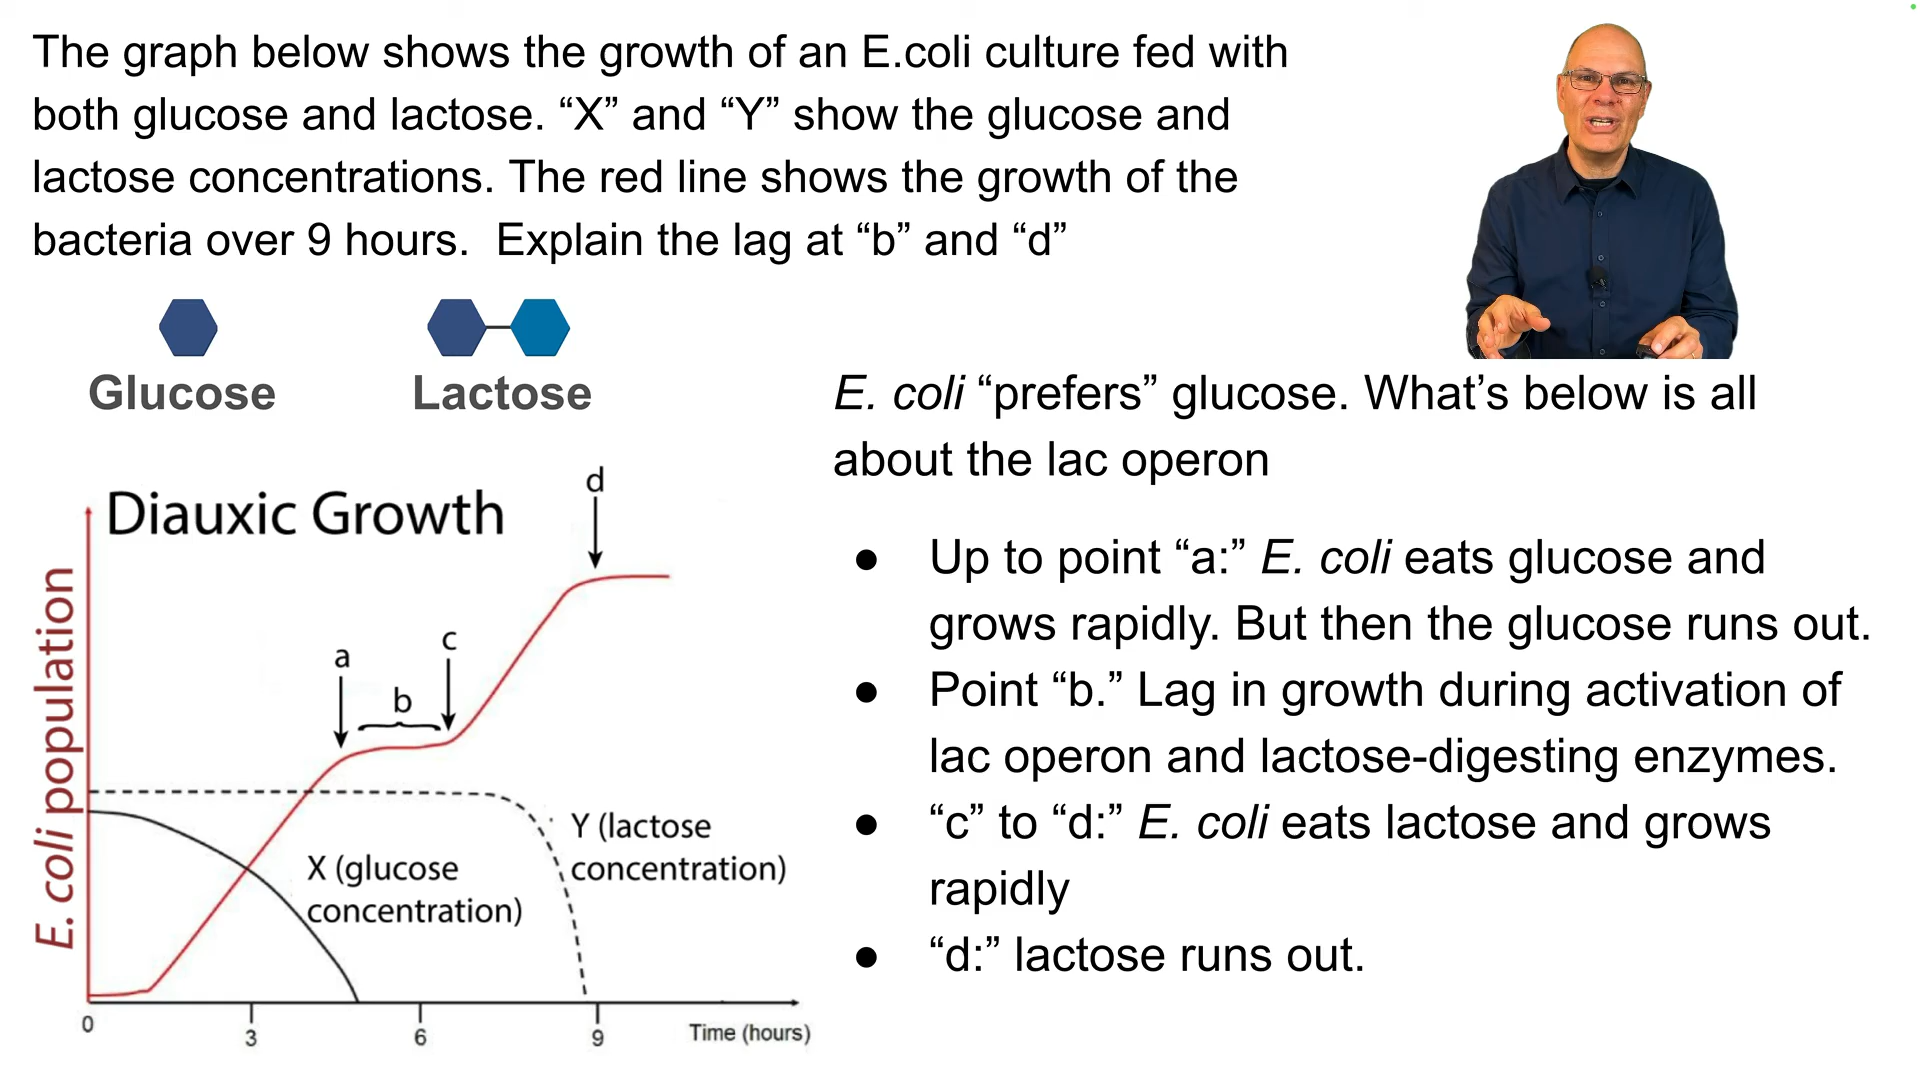 The graph below shows the growth of an E.coli culture fed with
both glucose and lactose. “X” and “Y” show the glucose and
lactose concentrations. The red line shows the growth of the
bacteria over 9 hours.  Explain the lag at “b” and “d”
Glucose
Lactose
E. coli “prefers” glucose. What’s below is all
about the lac operon
● Up to point “a:” E. coli eats glucose and
grows rapidly. But then the glucose runs out.
● Point “b.” Lag in growth during activation of
lac operon and lactose-digesting enzymes.
● “c” to “d:” E. coli eats lactose and grows
rapidly
● “d:” lactose runs out.
Diauxic Growth
E. coli population
d
c
a
b
Y (lactose
concentration)
X (glucose
concentration)
0
3
6
9
Time (hours)